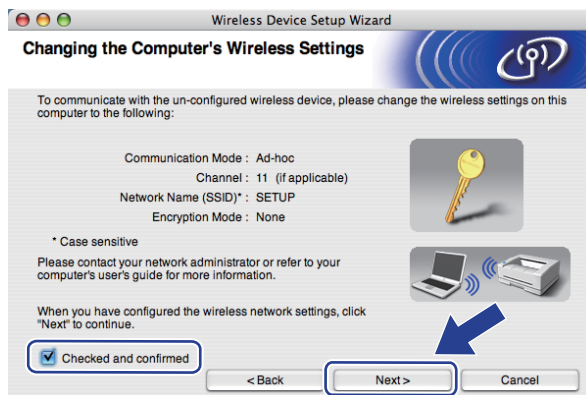 Wireless Device Setup Wizard
Changing the Computer's Wireless Settings
To communicate with the un-configured wireless device, please change the wireless settings on this
computer to the following:
Communication Mode : Ad-hoc
Channel : 11 (if applicable)
Network Name (SSID)* : SETUP
Encryption Mode : None
* Case sensitive
Please contact your network administrator or refer to your
computer's user's guide for more information.
When you have configured the wireless network settings, click
"Next" to continue.
Checked and confirmed
< Back Next > Cancel